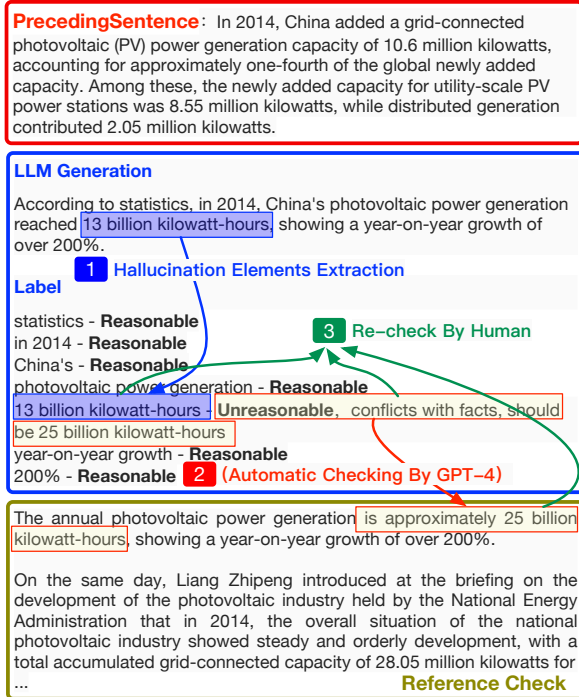 PrecedingSentence: In 2014, China added a grid-connected
photovoltaic (PV) power generation capacity of 10.6 million kilowatts,
accounting for approximately one-fourth of the global newly added
capacity. Among these, the newly added capacity for utility-scale PV
power stations was 8.55 million kilowatts, while distributed generation
contributed 2.05 million kilowatts.
LLM Generation
According to statistics, in 2014, China's photovoltaic power generation
reached 13 billion kilowatt-hours, showing a year-on-year growth of
over 200%.
1 Hallucination Elements Extraction
Label
statistics - Reasonable
3 Re-check By Human
in 2014 - Reasonable
China's - Reasonable
photovoltaic power generation - Reasonable
13 billion kilowatt-hours - Unreasonable, conflicts with facts, should
be 25 billion kilowatt-hours
year-on-year growth - Reasonable
200% - Reasonable 2 (Automatic Checking By GPT-4)
The annual photovoltaic power generation is approximately 25 billion
kilowatt-hours, showing a year-on-year growth of over 200%.
On the same day, Liang Zhipeng introduced at the briefing on the
development of the photovoltaic industry held by the National Energy
Administration that in 2014, the overall situation of the national
photovoltaic industry showed steady and orderly development, with a
total accumulated grid-connected capacity of 28.05 million kilowatts for
... Reference Check